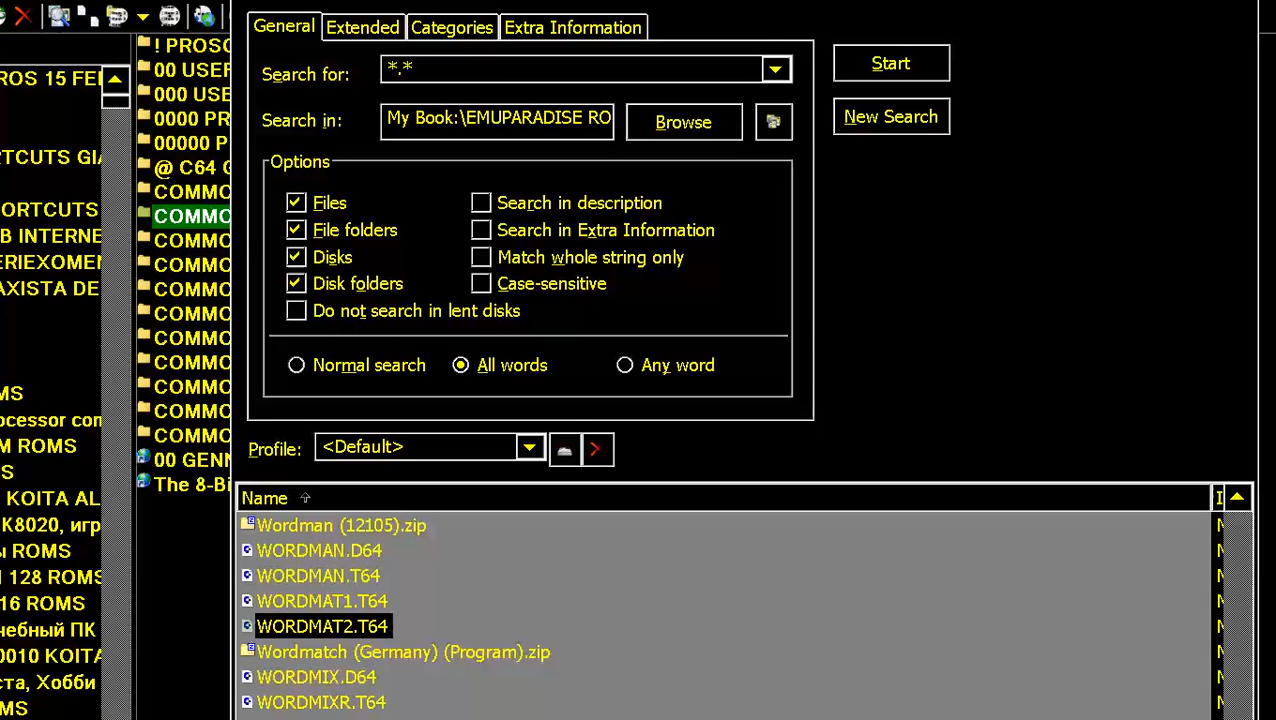 ROS 15 FEB
TCUTS GIA
ORTCUTS
B INTERNE
ERIEXOMEN
AXISTA DE
MS
ocessor com
M ROMS
S
KOITA AL
K8020, игр
ы ROMS
128 ROMS
16 ROMS
чебный ПК
0010 KOITA
ста, Хобби
MS
! PROSO
00 USEF
000 USE
0000 PR
00000 P
@ C64 G
COMMO
COMMO
COMMO
COMMO
COMMO
COMMO
COMMO
COMMO
COMMO
COMMO
COMMO
00 GENN
The 8-Bi
General
Extended
Categories
Extra Information
Search for:
*.*
Start
Search in:
My Book:\EMUPARADISE RO
Browse
New Search
Options
Files
Search in description
File folders
Search in Extra Information
Disks
Match whole string only
Disk folders
Case-sensitive
Do not search in lent disks
Normal search
All words
Any word
Profile:
<Default>
Name
Wordman (12105).zip
WORDMAN.D64
WORDMAN.T64
WORDMAT1.T64
WORDMAT2.T64
Wordmatch (Germany) (Program).zip
WORDMIX.D64
WORDMIXR.T64